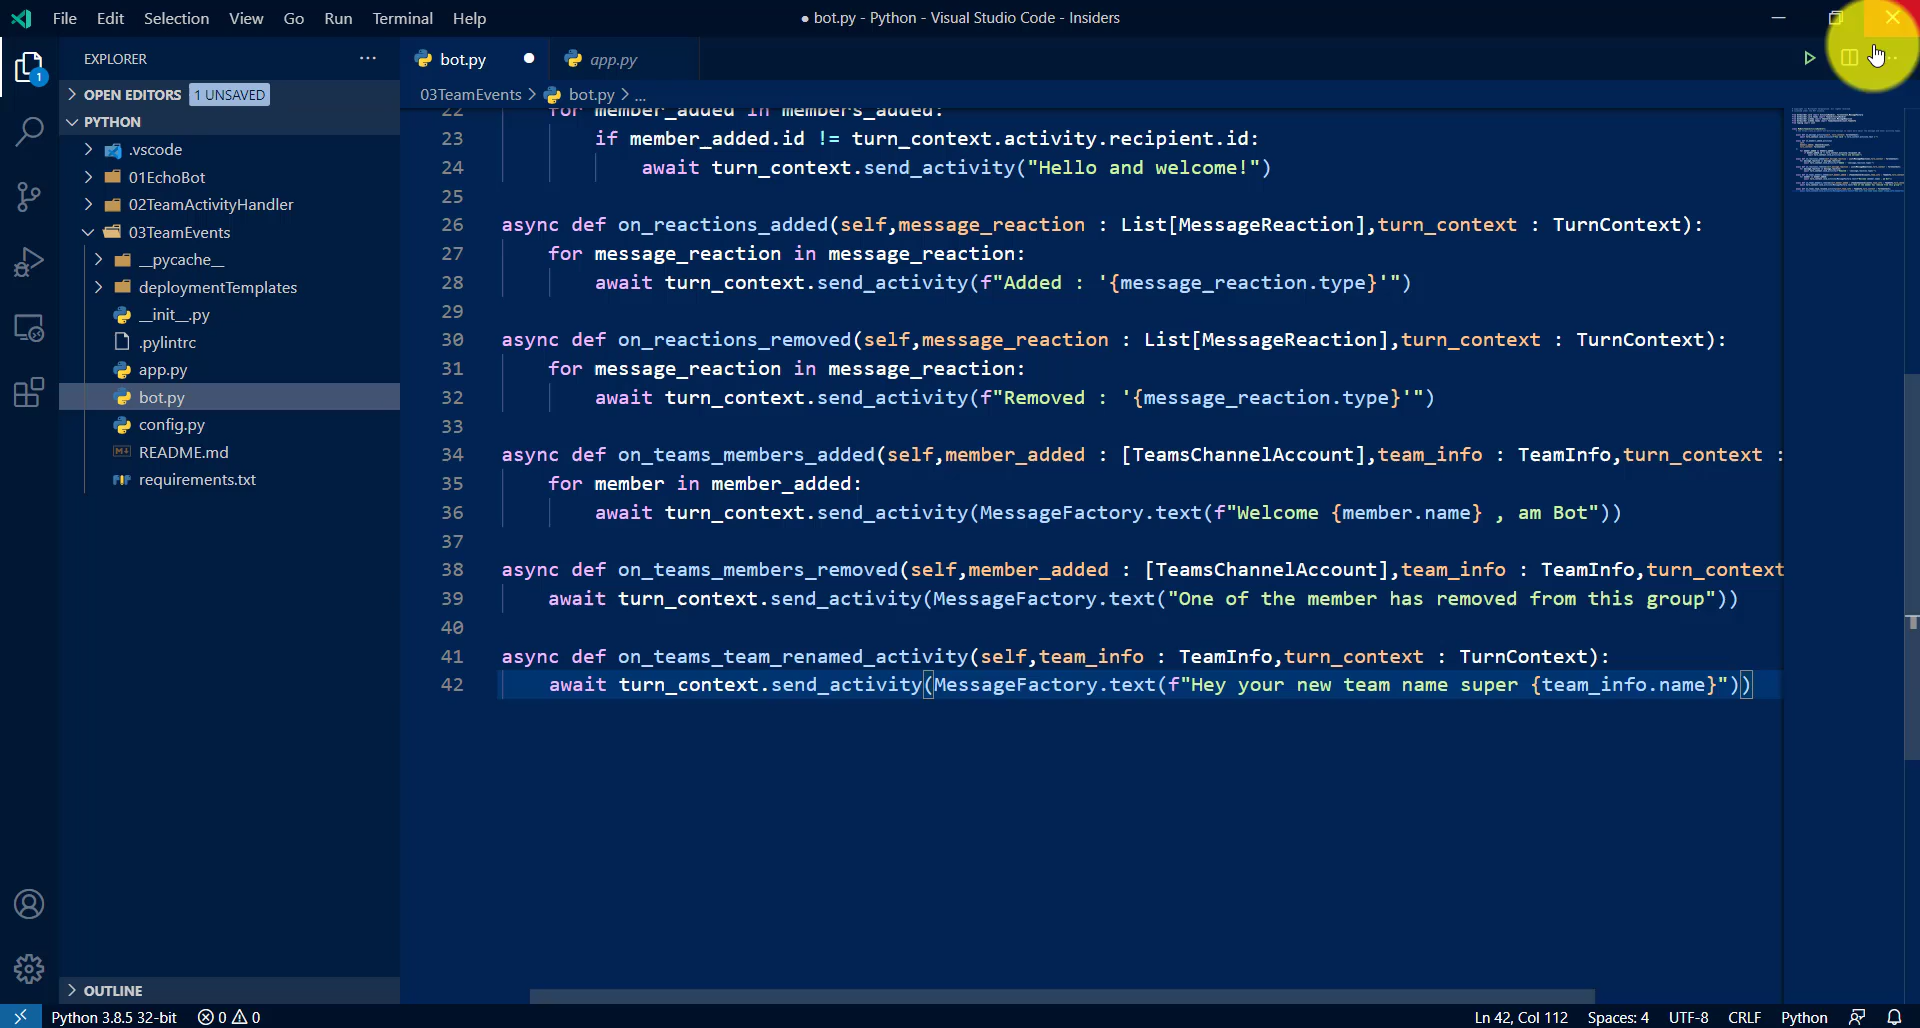 File Edit Selection View Go Run Terminal Help
● bot.py - Python - Visual Studio Code - Insiders
EXPLORER
bot.py
app.py
OPEN EDITORS 1 UNSAVED
03TeamEvents > bot.py > ...
PYTHON
.vscode
01EchoBot
02TeamActivityHandler
03TeamEvents
__pycache__
deploymentTemplates
__init__.py
.pylintrc
app.py
bot.py
config.py
README.md
requirements.txt
OUTLINE
1
22 for member_added in members_added:
23 if member_added.id != turn_context.activity.recipient.id:
24 await turn_context.send_activity("Hello and welcome!")
25
26 async def on_reactions_added(self,message_reaction : List[MessageReaction],turn_context : TurnContext):
27 for message_reaction in message_reaction:
28 await turn_context.send_activity(f"Added : '{message_reaction.type}'")
29
30 async def on_reactions_removed(self,message_reaction : List[MessageReaction],turn_context : TurnContext):
31 for message_reaction in message_reaction:
32 await turn_context.send_activity(f"Removed : '{message_reaction.type}'")
33
34 async def on_teams_members_added(self,member_added : [TeamsChannelAccount],team_info : TeamInfo,turn_context :
35 for member in member_added:
36 await turn_context.send_activity(MessageFactory.text(f"Welcome {member.name} , am Bot"))
37
38 async def on_teams_members_removed(self,member_added : [TeamsChannelAccount],team_info : TeamInfo,turn_context
39 await turn_context.send_activity(MessageFactory.text("One of the member has removed from this group"))
40
41 async def on_teams_team_renamed_activity(self,team_info : TeamInfo,turn_context : TurnContext):
42 await turn_context.send_activity(MessageFactory.text(f"Hey your new team name super {team_info.name}"))
Python 3.8.5 32-bit 0 0
Ln 42, Col 112 Spaces: 4 UTF-8 CRLF Python